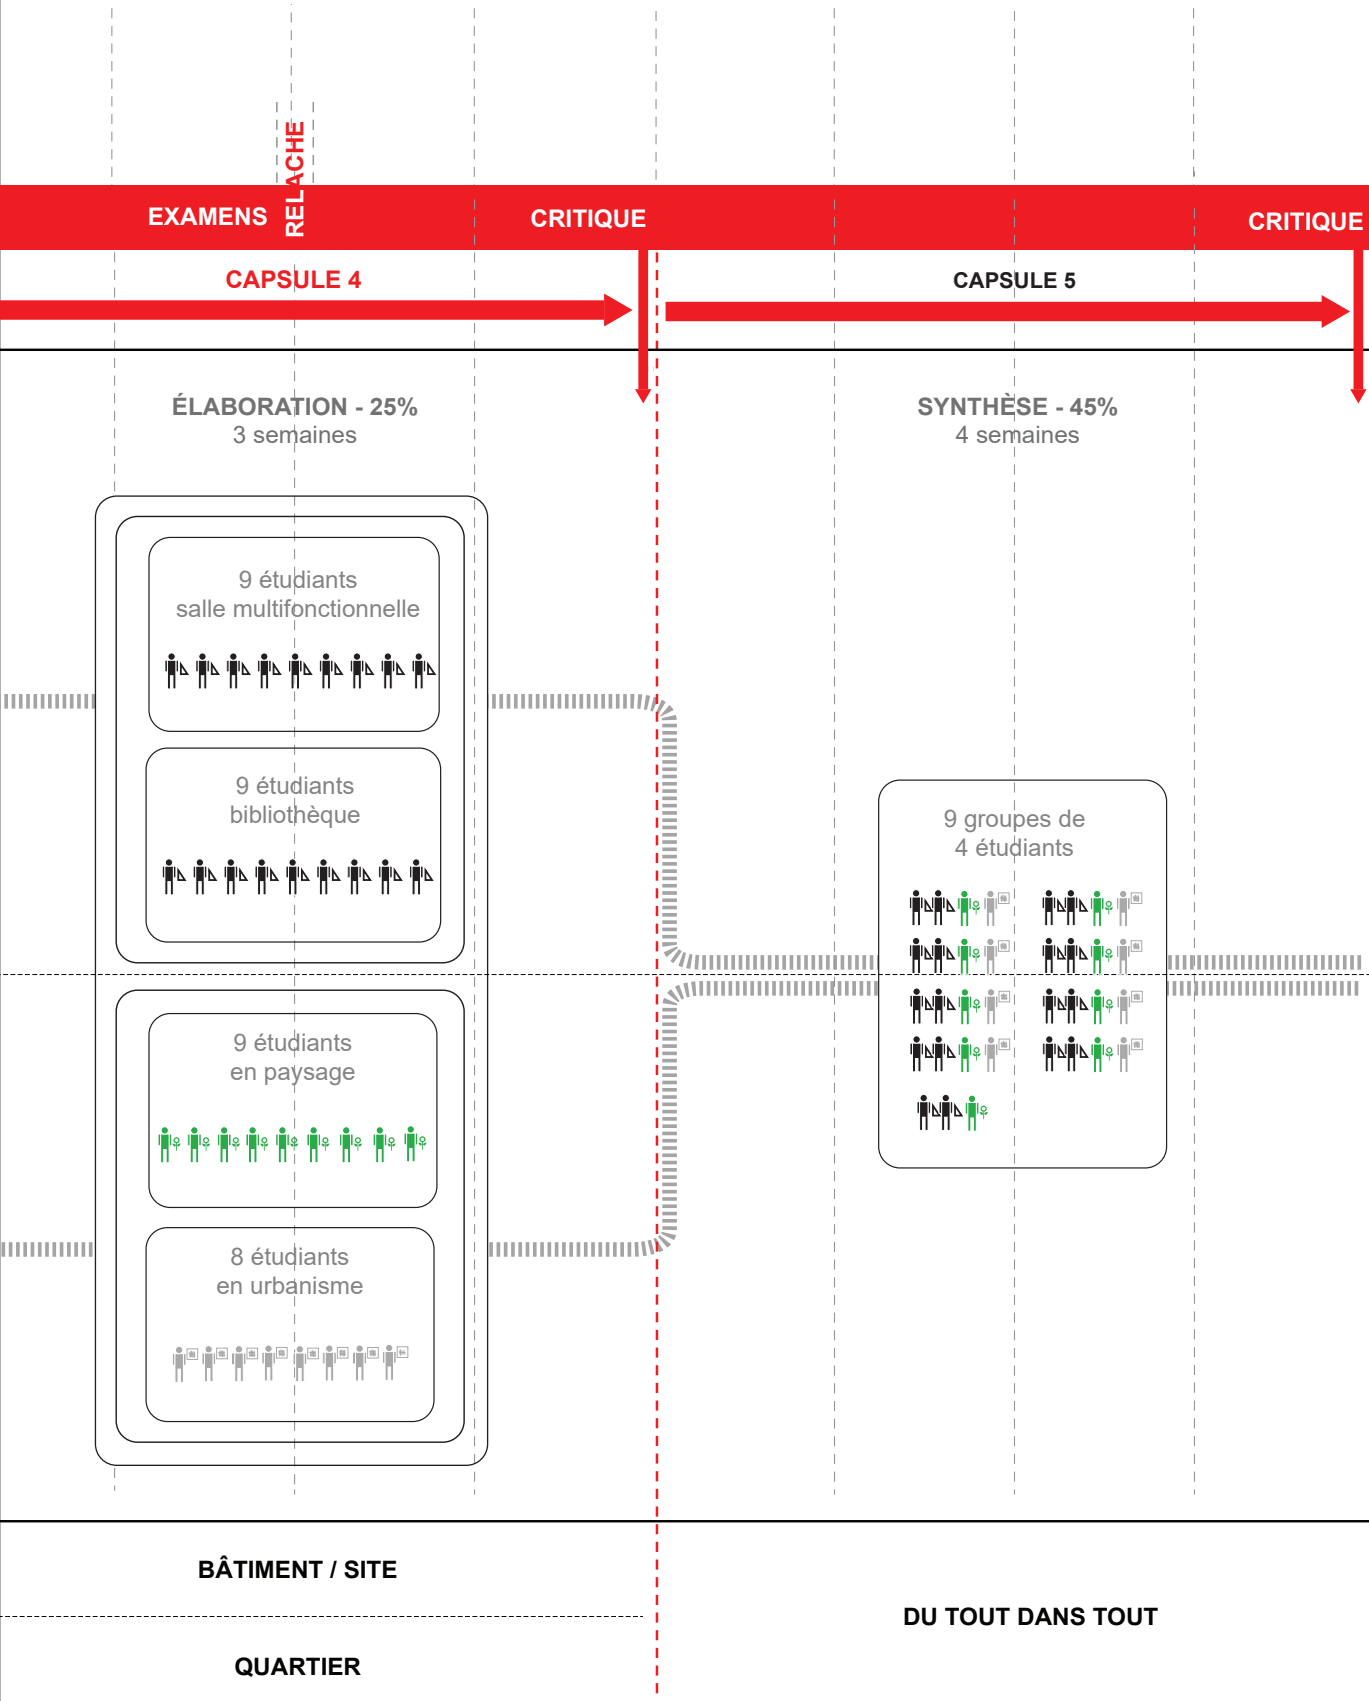 RELACHE
EXAMENS
CRITIQUE
CRITIQUE
CAPSULE 4
CAPSULE 5
ÉLABORATION - 25%
3 semaines
SYNTHÈSE - 45%
4 semaines
9 étudiants
salle multifonctionnelle
9 étudiants
bibliothèque
9 groupes de
4 étudiants
9 étudiants
en paysage
8 étudiants
en urbanisme
BÂTIMENT / SITE
DU TOUT DANS TOUT
QUARTIER